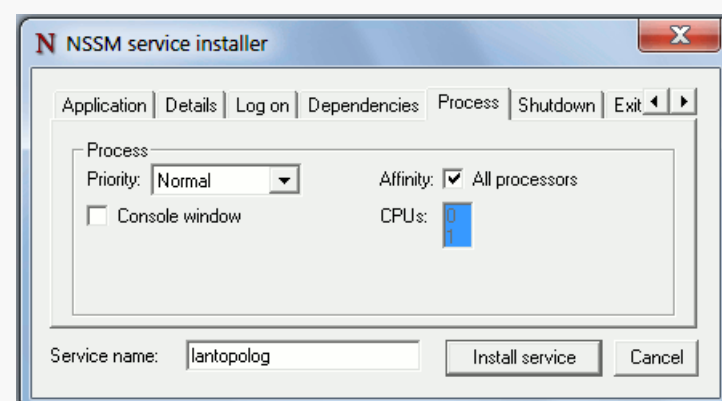 N NSSM service installer
Application Details Log on Dependencies Process Shutdown Exit
Process
Priority: Normal Affinity: All processors
Console window CPUs: 0
1
Service name: lantopolog Install service Cancel